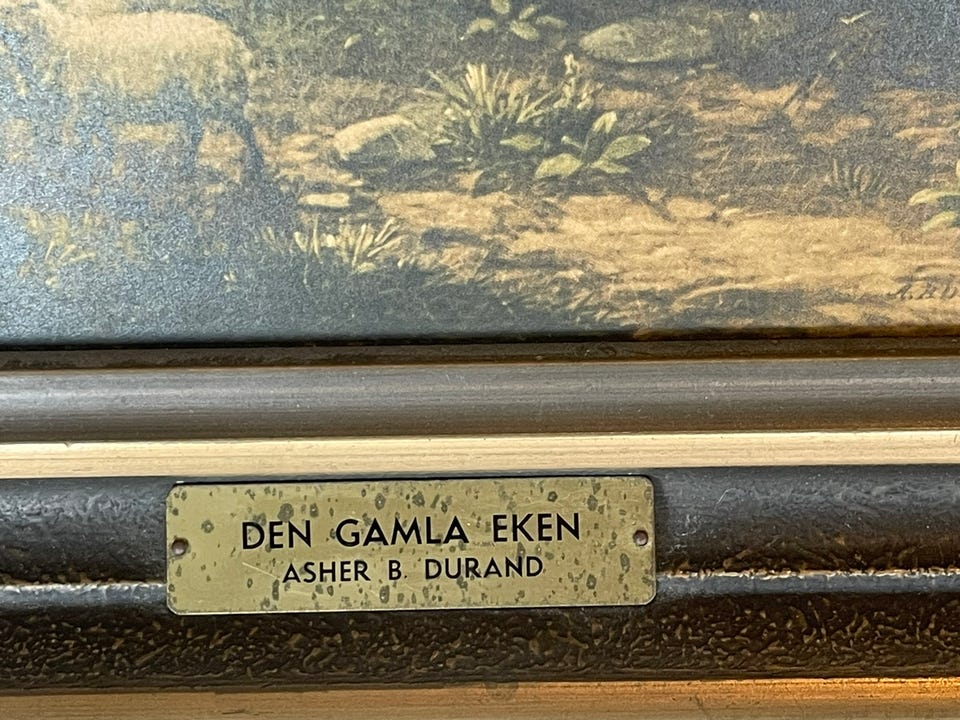 DEN GAMLA EKEN
ASHER B. DURAND